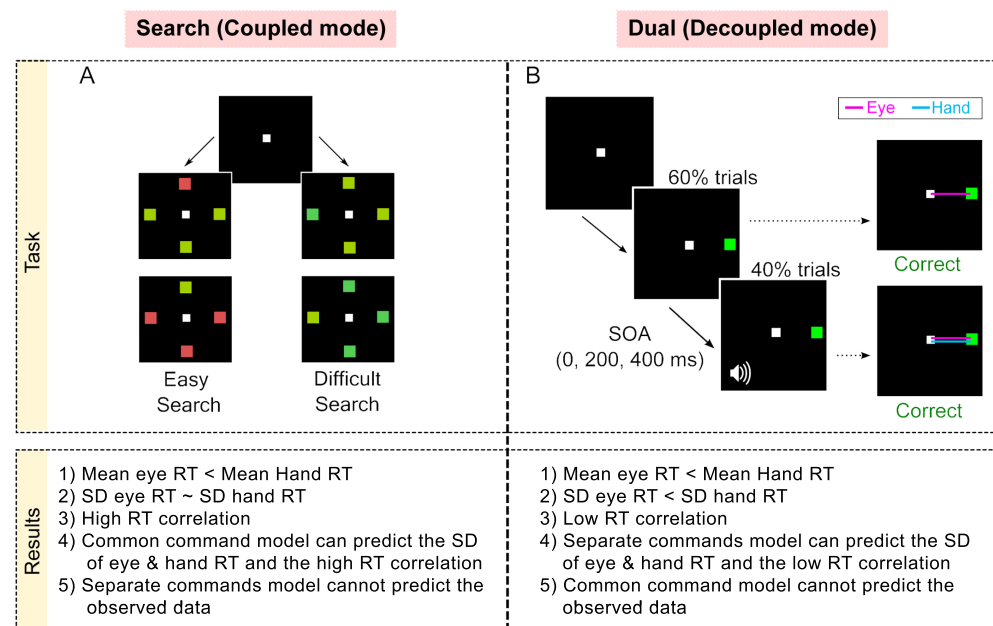 Search (Coupled mode)
Dual (Decoupled mode)
Task
A
Easy
Search
Difficult
Search
B
Eye
Hand
60% trials
40% trials
SOA
(0, 200, 400 ms)
Correct
Correct
Results
1) Mean eye RT < Mean Hand RT
2) SD eye RT ~ SD hand RT
3) High RT correlation
4) Common command model can predict the SD
of eye & hand RT and the high RT correlation
5) Separate commands model cannot predict the
observed data
1) Mean eye RT < Mean Hand RT
2) SD eye RT < SD hand RT
3) Low RT correlation
4) Separate commands model can predict the SD
of eye & hand RT and the low RT correlation
5) Common command model cannot predict the
observed data